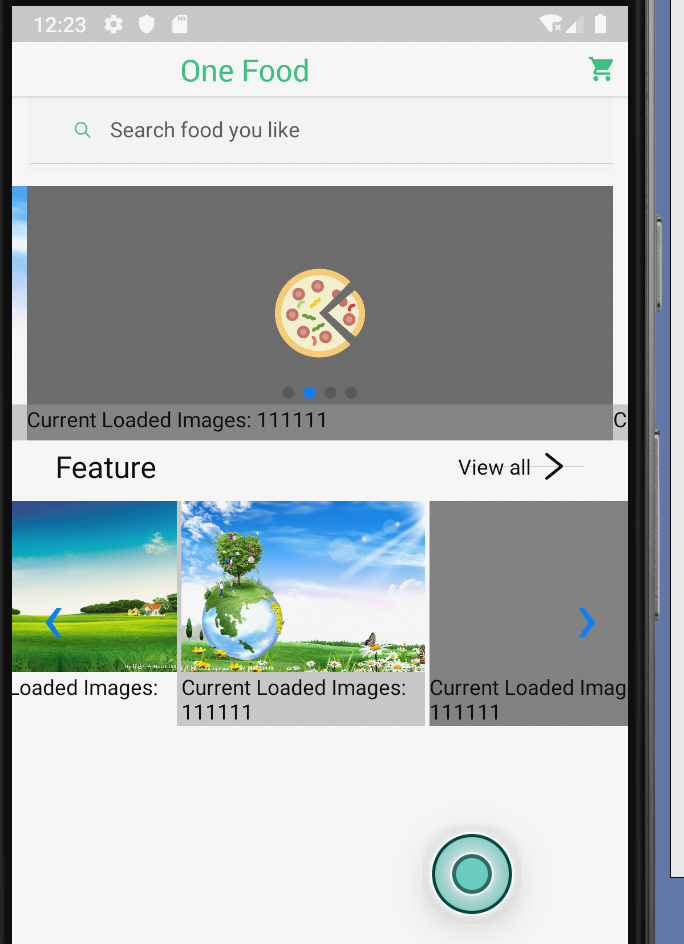 12:23
One Food
Search food you like
Current Loaded Images: 111111
C
Feature
View all
Loaded Images:
Current Loaded Images:
111111
Current Loaded Imag
111111